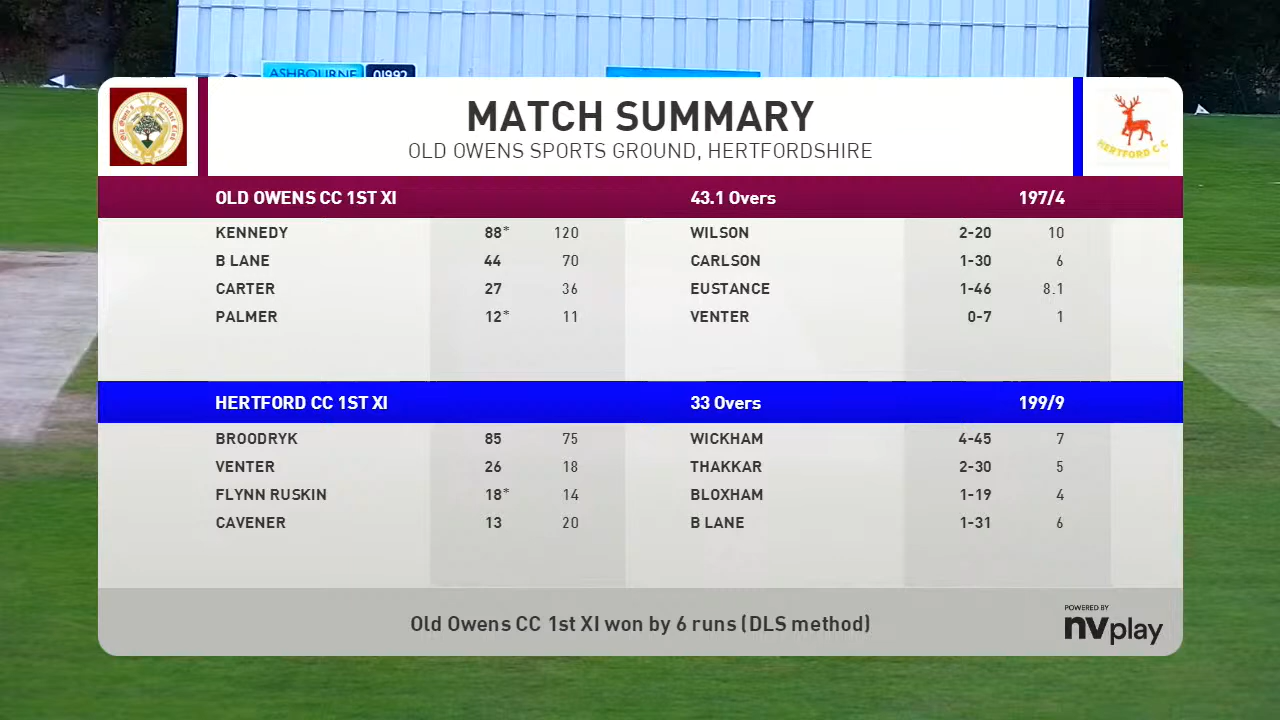 ASHBOURNE 01992
MATCH SUMMARY
OLD OWENS SPORTS GROUND, HERTFORDSHIRE
HERTFORD C C
OLD OWENS CC 1ST XI 43.1 Overs 197/4
KENNEDY 88* 120 WILSON 2-20 10
B LANE 44 70 CARLSON 1-30 6
CARTER 27 36 EUSTANCE 1-46 8.1
PALMER 12* 11 VENTER 0-7 1
HERTFORD CC 1ST XI 33 Overs 199/9
BROODRYK 85 75 WICKHAM 4-45 7
VENTER 26 18 THAKKAR 2-30 5
FLYNN RUSKIN 18* 14 BLOXHAM 1-19 4
CAVENER 13 20 B LANE 1-31 6
Old Owens CC 1st XI won by 6 runs (DLS method)
POWERED BY
nvplay